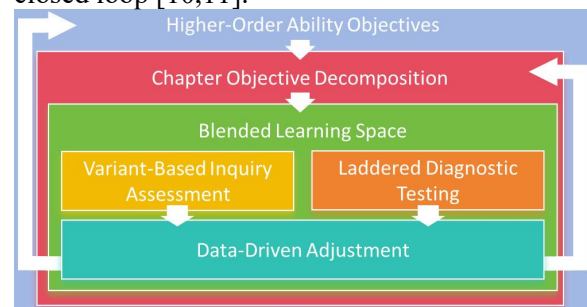 closed loop [10,11].
Higher-Order Ability Objectives
Chapter Objective Decomposition
Blended Learning Space
Variant-Based Inquiry
Assessment
Laddered Diagnostic
Testing
Data-Driven Adjustment